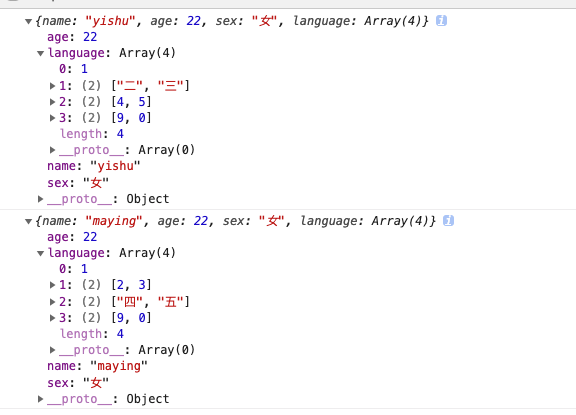 {name: "yishu", age: 22, sex: "女", language: Array(4)} i
age: 22
language: Array(4)
0: 1
1: (2) ["二", "三"]
2: (2) [4, 5]
3: (2) [9, 0]
length: 4
__proto__: Array(0)
name: "yishu"
sex: "女"
__proto__: Object
{name: "maying", age: 22, sex: "女", language: Array(4)} i
age: 22
language: Array(4)
0: 1
1: (2) [2, 3]
2: (2) ["四", "五"]
3: (2) [9, 0]
length: 4
__proto__: Array(0)
name: "maying"
sex: "女"
__proto__: Object